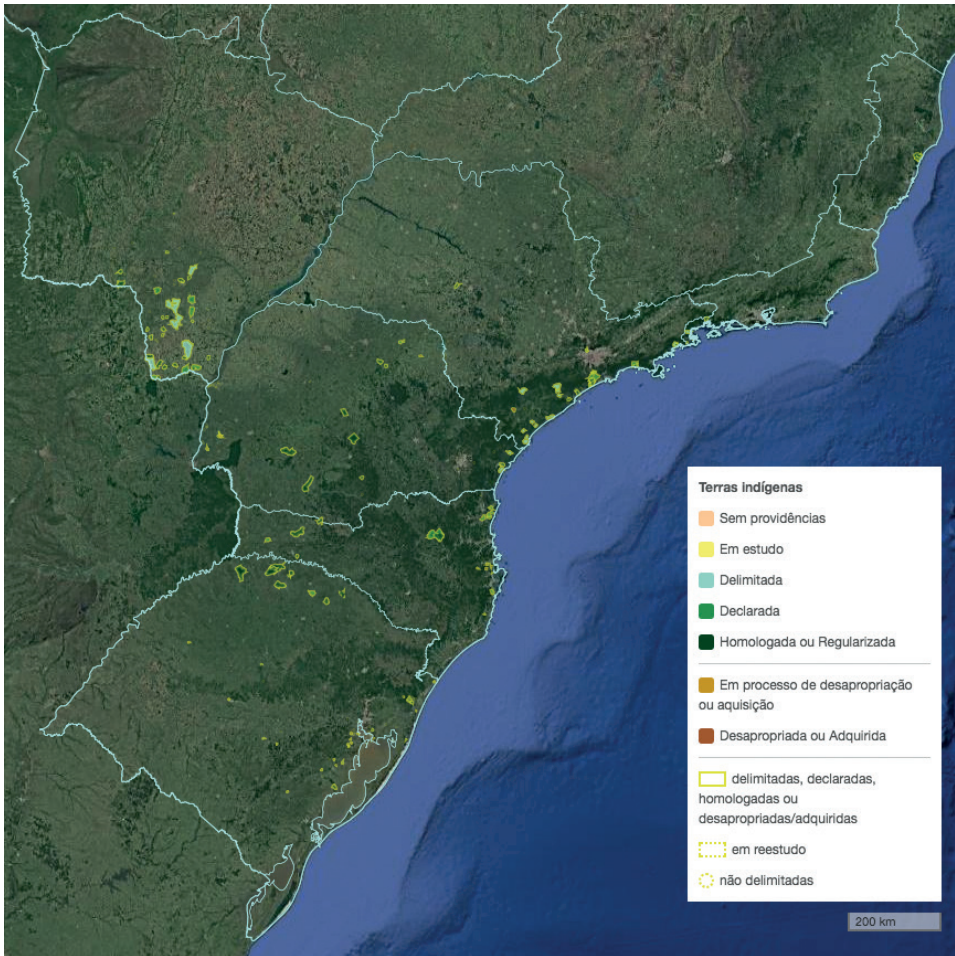 Terras indígenas
Sem providências
Em estudo
Delimitada
Declarada
Homologada ou Regularizada
Em processo de desapropriação
ou aquisição
Desapropriada ou Adquirida
delimitadas, declaradas,
homologadas ou
desapropriadas/adquiridas
em reestudo
não delimitadas
200 km